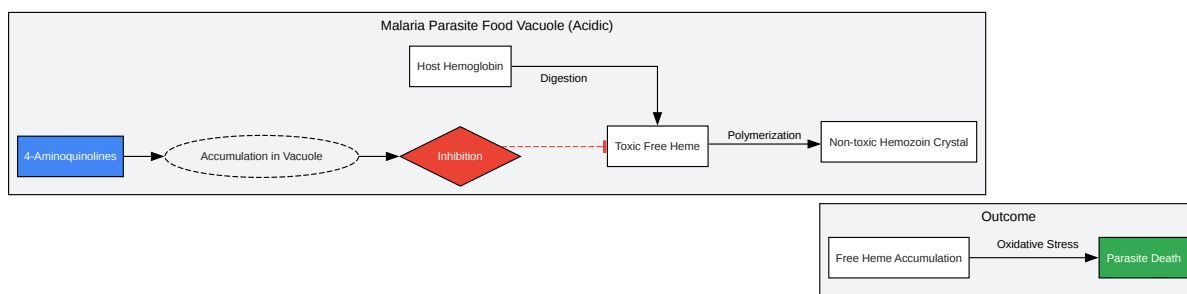 Malaria Parasite Food Vacuole (Acidic)
Host Hemoglobin
Digestion
4-Aminoquinolines
Accumulation in Vacuole
Inhibition
Toxic Free Heme
Polymerization
Non-toxic Hemozoin Crystal
Outcome
Free Heme Accumulation
Oxidative Stress
Parasite Death